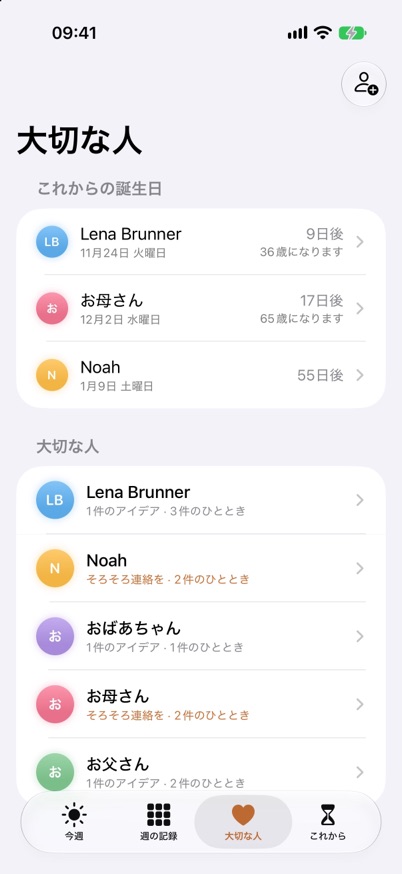 09:41
大切な人
これからの誕生日
LB
Lena Brunner
9日後
11月24日 火曜日
36歳になります
お
お母さん
17日後
12月2日 水曜日
65歳になります
N
Noah
55日後
1月9日 土曜日
大切な人
LB
Lena Brunner
1件のアイデア · 3件のひととき
N
Noah
そろそろ連絡を · 2件のひととき
お
おばあちゃん
1件のアイデア · 1件のひととき
お
お母さん
そろそろ連絡を · 2件のひととき
お
お父さん
1件のアイデア · 2件のひととき
今週
週の記録
大切な人
これから